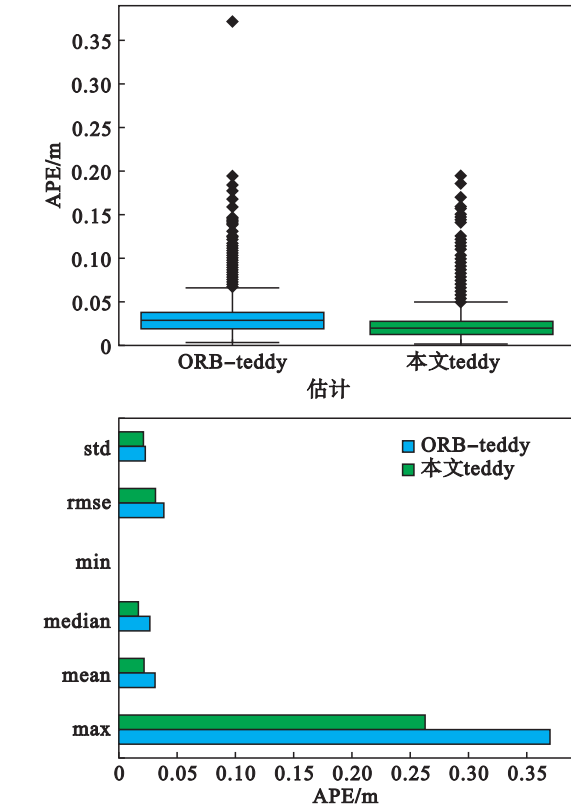 0.35
0.30
0.25
0.20
0.15
0.10
0.05
0
APE/m
ORB-teddy 本文teddy
估计
ORB-teddy
本文teddy
std
rmse
min
median
mean
max
0 0.05 0.10 0.15 0.20 0.25 0.30 0.35
APE/m